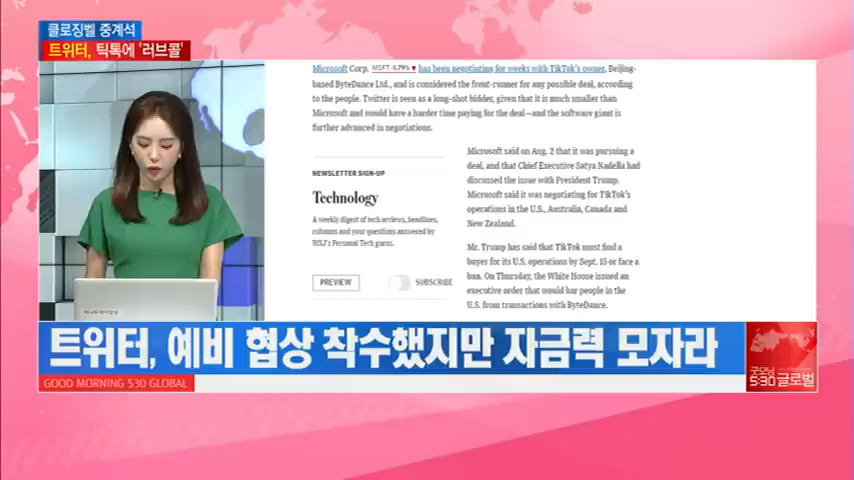 클로징벨 중계석
트위터, 틱톡에 '러브콜'
Microsoft Corp. MSFT -1.79% ▼ has been negotiating for weeks with TikTok's owner, Beijing-
based ByteDance Ltd., and is considered the front-runner for any possible deal, according
to the people. Twitter is seen as a long-shot bidder, given that it is much smaller than
Microsoft and would have a harder time paying for the deal—and the software giant is
further advanced in negotiations.
NEWSLETTER SIGN-UP
Technology
A weekly digest of tech reviews, headlines,
columns and your questions answered by
WSJ's Personal Tech gurus.
PREVIEW
SUBSCRIBE
Microsoft said on Aug. 2 that it was pursuing a
deal, and that Chief Executive Satya Nadella had
discussed the issue with President Trump.
Microsoft said it was negotiating for TikTok's
operations in the U.S., Australia, Canada and
New Zealand.
Mr. Trump has said that TikTok must find a
buyer for its U.S. operations by Sept. 15 or face a
ban. On Thursday, the White House issued an
executive order that would bar people in the
U.S. from transactions with ByteDance.
트위터, 예비 협상 착수했지만 자금력 모자라
GOOD MORNING 530 GLOBAL
굿모닝
5:30 글로벌